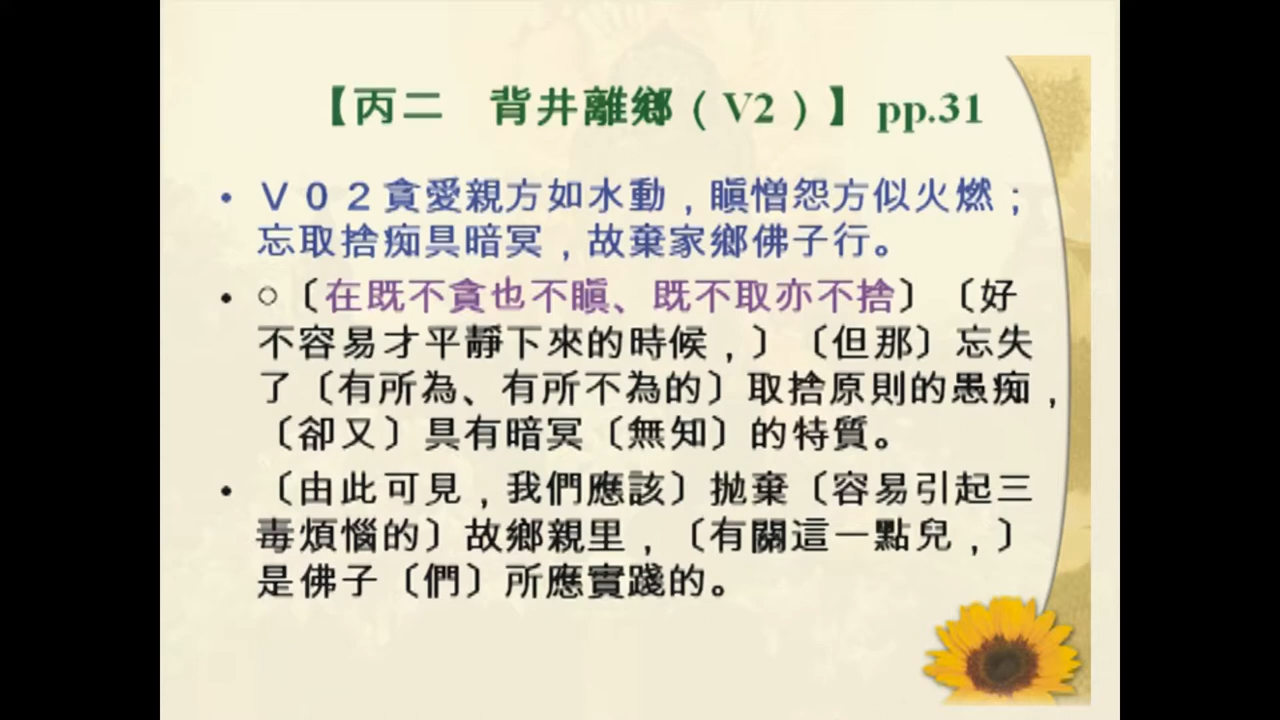 【丙二　背井離鄉（V2）】pp.31
• Ｖ０２貪愛親方如水動，瞋憎怨方似火燃；
忘取捨痴具暗冥，故棄家鄉佛子行。
• ○〔在既不貪也不瞋、既不取亦不捨〕〔好
不容易才平靜下來的時候，〕〔但那〕忘失
了〔有所為、有所不為的〕取捨原則的愚痴，
〔卻又〕具有暗冥〔無知〕的特質。
• 〔由此可見，我們應該〕拋棄〔容易引起三
毒煩惱的〕故鄉親里，〔有關這一點兒，〕
是佛子〔們〕所應實踐的。